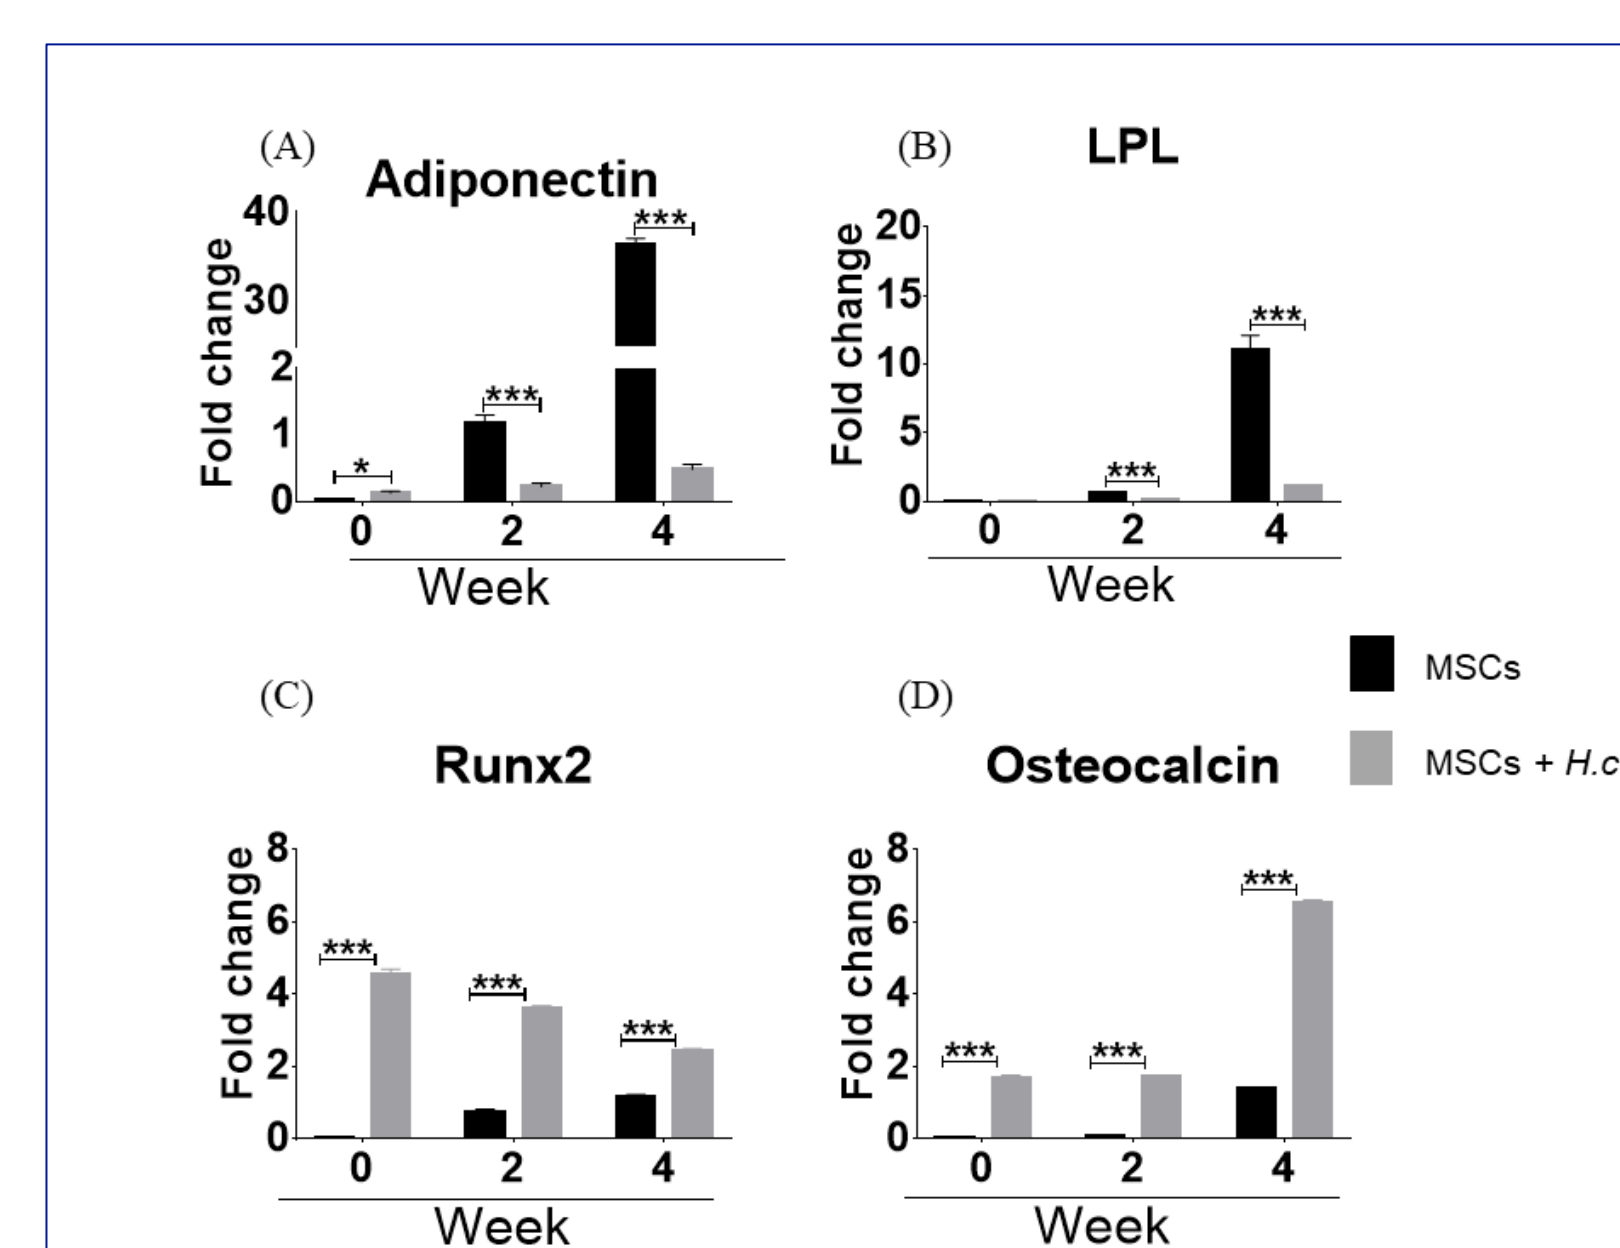 (A)
Adiponectin
Fold change
40
30
2
1
0
*
***
***
0 2 4
Week
(B)
LPL
Fold change
20
15
10
5
0
***
***
0 2 4
Week
MSCs
MSCs + H.c
(C)
Runx2
Fold change
8
6
4
2
0
***
***
***
0 2 4
Week
(D)
Osteocalcin
Fold change
8
6
4
2
0
***
***
***
0 2 4
Week